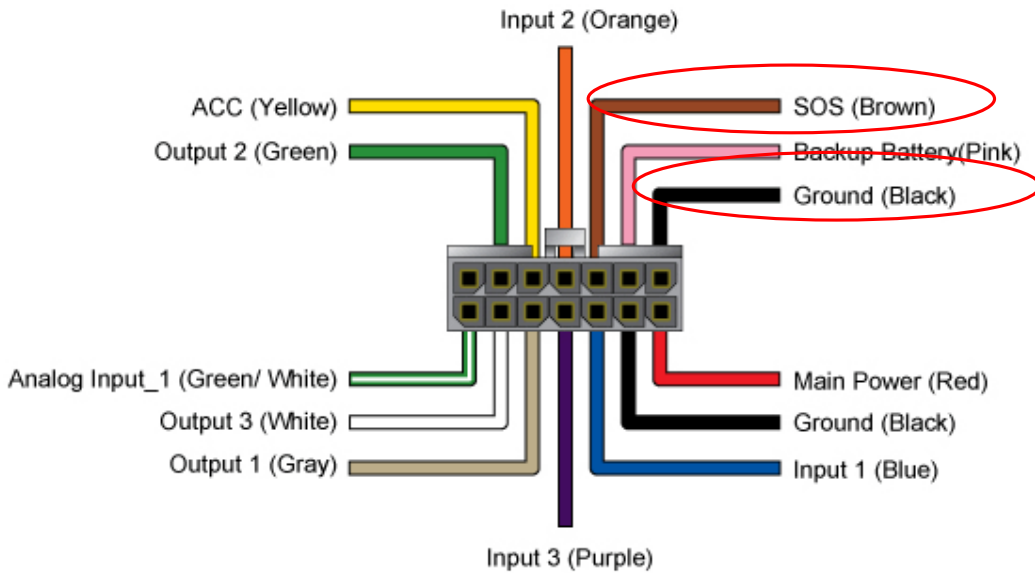 Input 2 (Orange)
ACC (Yellow)
SOS (Brown)
Output 2 (Green)
Backup Battery(Pink)
Ground (Black)
Analog Input_1 (Green/ White)
Main Power (Red)
Output 3 (White)
Ground (Black)
Output 1 (Gray)
Input 1 (Blue)
Input 3 (Purple)